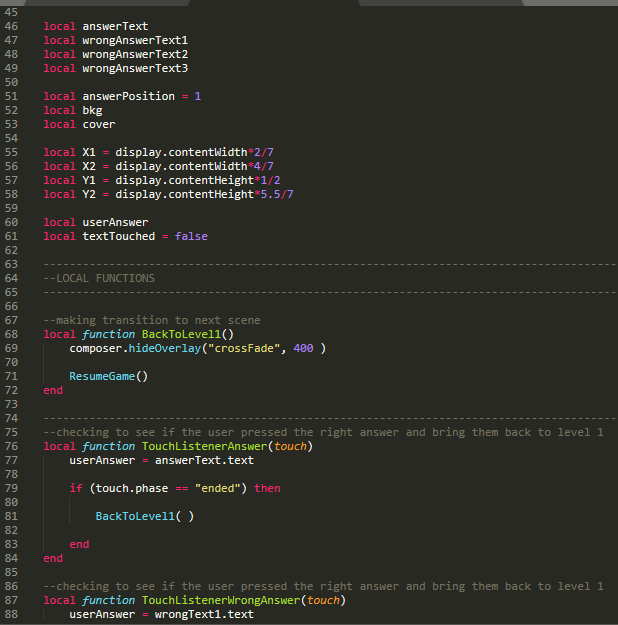 45
46 local answerText
47 local wrongAnswerText1
48 local wrongAnswerText2
49 local wrongAnswerText3
50
51 local answerPosition = 1
52 local bkg
53 local cover
54
55 local X1 = display.contentWidth*2/7
56 local X2 = display.contentWidth*4/7
57 local Y1 = display.contentHeight*1/2
58 local Y2 = display.contentHeight*5.5/7
59
60 local userAnswer
61 local textTouched = false
62
63 -----------------------------------------------------------------------------------------
64 --LOCAL FUNCTIONS
65 -----------------------------------------------------------------------------------------
66
67 --making transition to next scene
68 local function BackToLevel1()
69     composer.hideOverlay("crossFade", 400 )
70
71     ResumeGame()
72 end
73
74 -----------------------------------------------------------------------------------------
75 --checking to see if the user pressed the right answer and bring them back to level 1
76 local function TouchListenerAnswer(touch)
77     userAnswer = answerText.text
78
79     if (touch.phase == "ended") then
80
81         BackToLevel1( )
82
83     end
84 end
85
86 --checking to see if the user pressed the right answer and bring them back to level 1
87 local function TouchListenerWrongAnswer(touch)
88     userAnswer = wrongText1.text